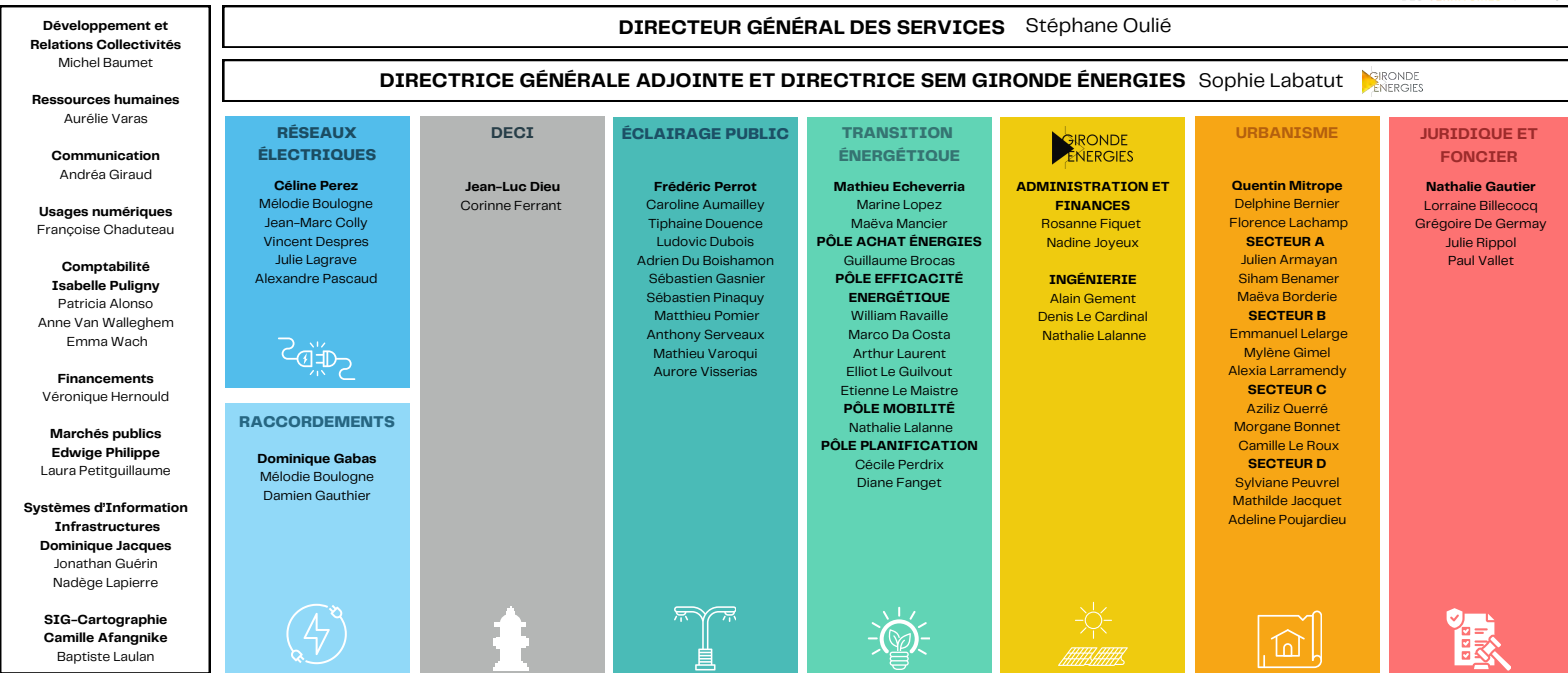 Développement et
Relations Collectivités
Michel Baumet
Ressources humaines
Aurélie Varas
Communication
Andréa Giraud
Usages numériques
Françoise Chaduteau
Comptabilité
Isabelle Puligny
Patricia Alonso
Anne Van Walleghem
Emma Wach
Financements
Véronique Hernould
Marchés publics
Edwige Philippe
Laura Petitguillaume
Systèmes d'Information
Infrastructures
Dominique Jacques
Jonathan Guérin
Nadège Lapierre
SIG-Cartographie
Camille Afangnike
Baptiste Laulan
DIRECTEUR GÉNÉRAL DES SERVICES Stéphane Oulié
DIRECTRICE GÉNÉRALE ADJOINTE ET DIRECTRICE SEM GIRONDE ÉNERGIES Sophie Labatut
GIRONDE
ÉNERGIES
RÉSEAUX
ÉLECTRIQUES
Céline Perez
Mélodie Boulogne
Jean-Marc Colly
Vincent Despres
Julie Lagrave
Alexandre Pascaud
RACCORDEMENTS
Dominique Gabas
Mélodie Boulogne
Damien Gauthier
DECI
Jean-Luc Dieu
Corinne Ferrant
ÉCLAIRAGE PUBLIC
Frédéric Perrot
Caroline Aumailley
Tiphaine Douence
Ludovic Dubois
Adrien Du Boishamon
Sébastien Gasnier
Sébastien Pinaquy
Matthieu Pomier
Anthony Serveaux
Mathieu Varoqui
Aurore Visserias
TRANSITION
ÉNERGÉTIQUE
Mathieu Echeverria
Marine Lopez
Maëva Mancier
PÔLE ACHAT ÉNERGIES
Guillaume Brocas
PÔLE EFFICACITÉ
ENERGÉTIQUE
William Ravaille
Marco Da Costa
Arthur Laurent
Elliot Le Guilvout
Etienne Le Maistre
PÔLE MOBILITÉ
Nathalie Lalanne
PÔLE PLANIFICATION
Cécile Perdrix
Diane Fanget
GIRONDE
ÉNERGIES
ADMINISTRATION ET
FINANCES
Rosanne Fiquet
Nadine Joyeux
INGÉNIERIE
Alain Gement
Denis Le Cardinal
Nathalie Lalanne
URBANISME
Quentin Mitrope
Delphine Bernier
Florence Lachamp
SECTEUR A
Julien Armayan
Siham Benamer
Maëva Borderie
SECTEUR B
Emmanuel Lelarge
Mylène Gimel
Alexia Larramendy
SECTEUR C
Aziliz Querré
Morgane Bonnet
Camille Le Roux
SECTEUR D
Sylviane Peuvrel
Mathilde Jacquet
Adeline Poujardieu
JURIDIQUE ET
FONCIER
Nathalie Gautier
Lorraine Billecocq
Grégoire De Germay
Julie Rippol
Paul Vallet